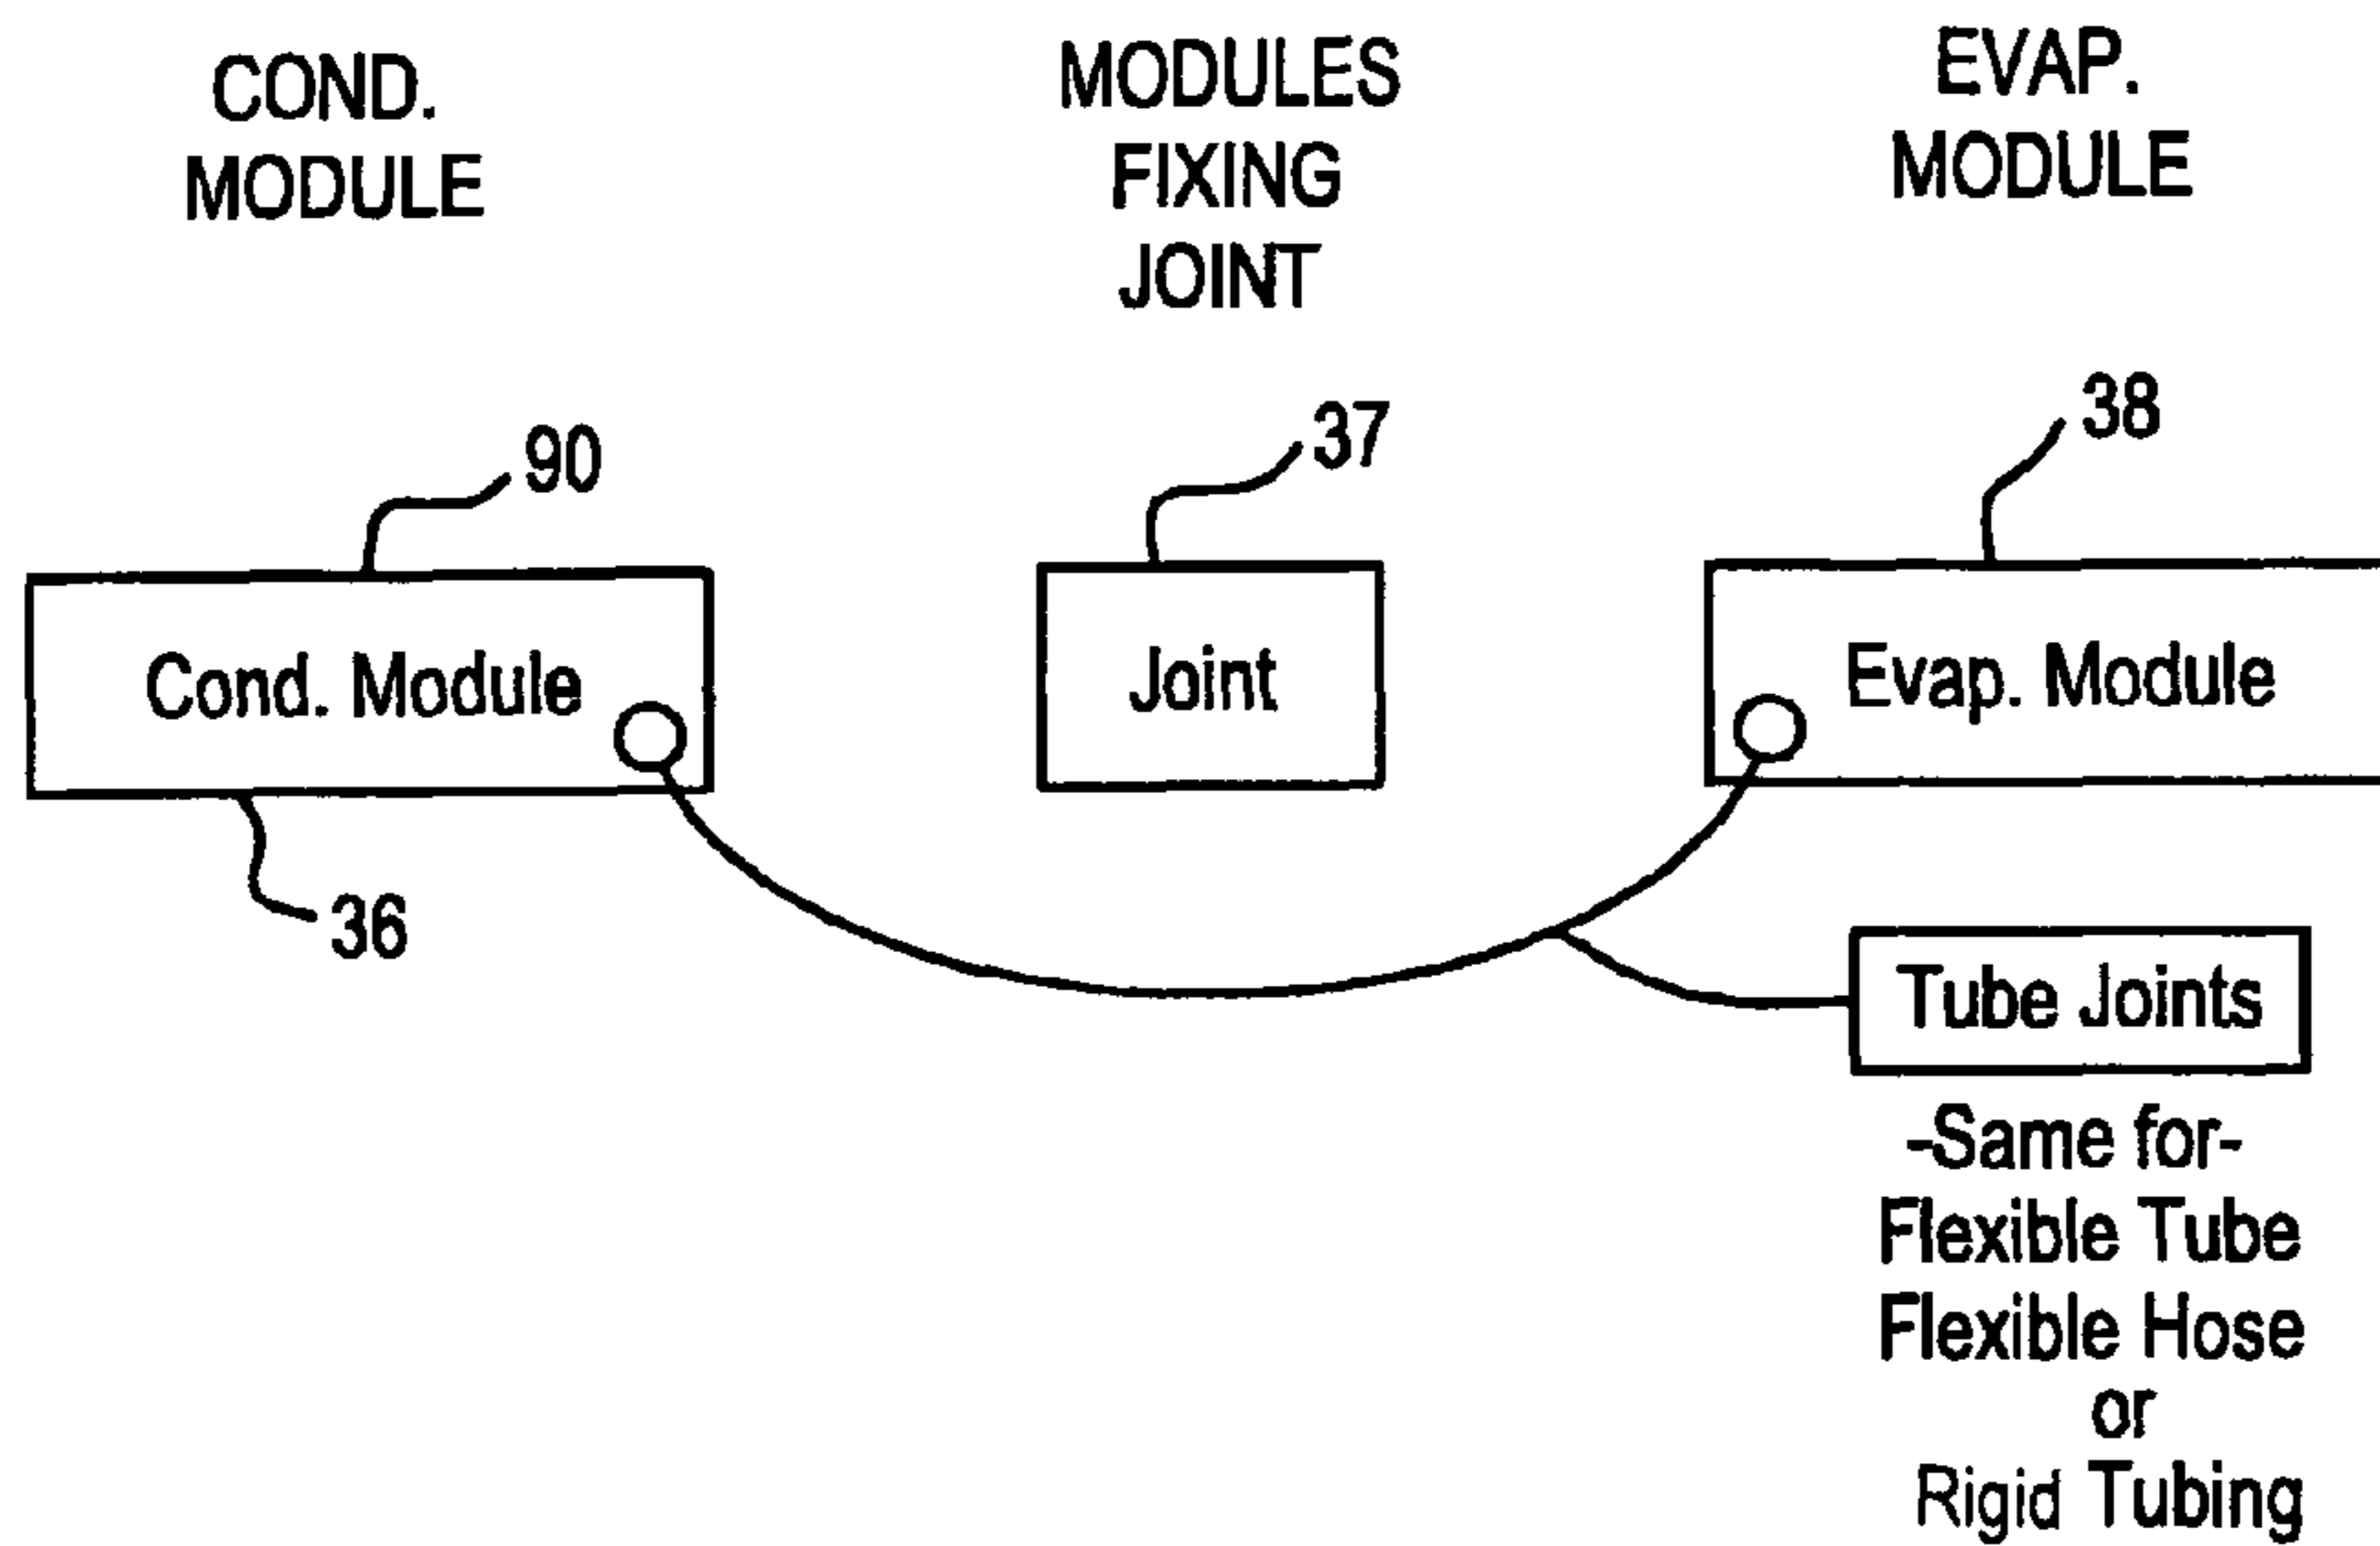 COND.
MODULE
MODULES
FIXING
JOINT
EVAP.
MODULE
90
37
38
Cond. Module
Joint
Evap. Module
36
Tube Joints
-Same for-
Flexible Tube
Flexible Hose
or
Rigid Tubing